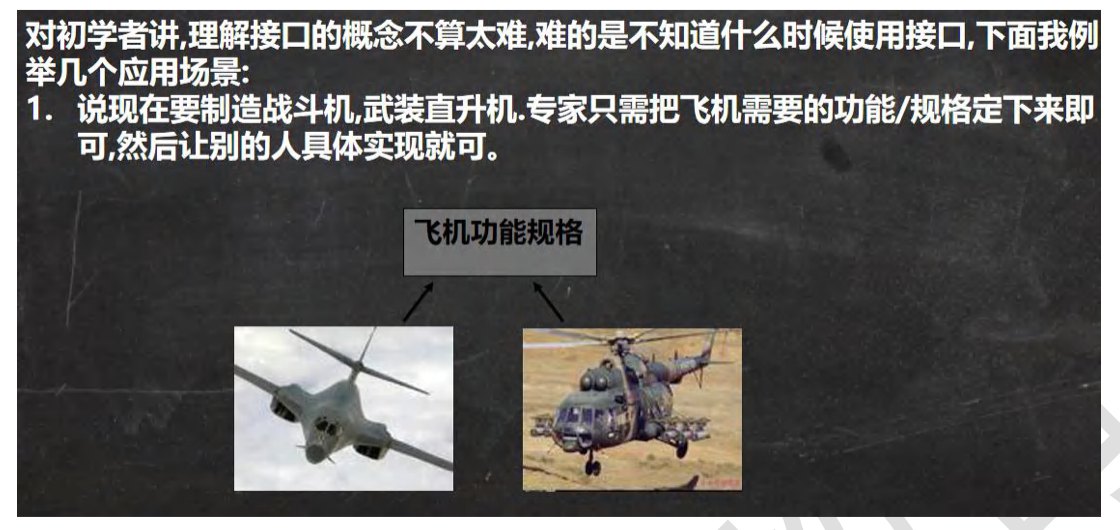 对初学者讲,理解接口的概念不算太难,难的是不知道什么时候使用接口,下面我例
举几个应用场景:
1. 说现在要制造战斗机,武装直升机.专家只需把飞机需要的功能/规格定下来即
可,然后让别的人具体实现就可。
飞机功能规格